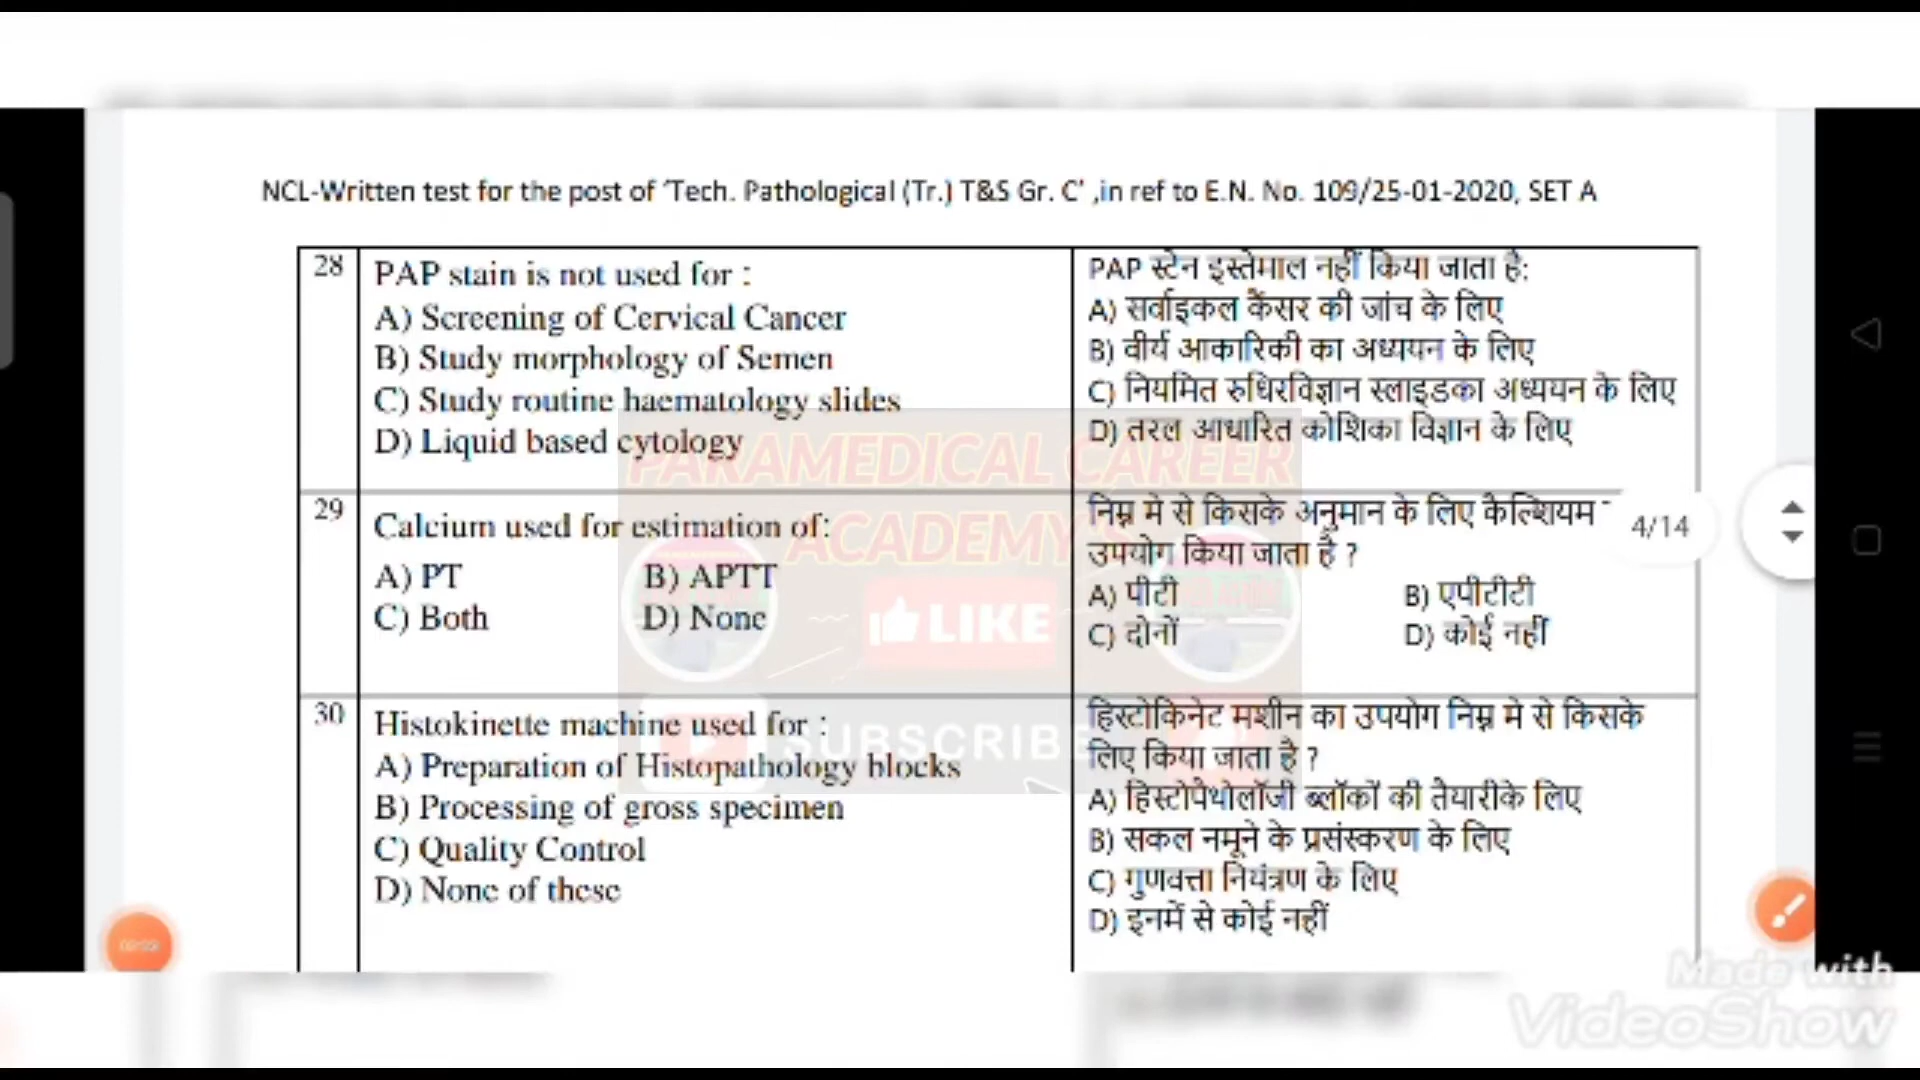 NCL-Written test for the post of 'Tech. Pathological (Tr.) T&S Gr. C' ,in ref to E.N. No. 109/25-01-2020, SET A
28
PAP stain is not used for :
A) Screening of Cervical Cancer
B) Study morphology of Semen
C) Study routine haematology slides
D) Liquid based cytology
PAP स्टेन इस्तेमाल नहीं किया जाता है:
A) सर्वाइकल कैंसर की जांच के लिए
B) वीर्य आकारिकी का अध्ययन के लिए
C) नियमित रुधिरविज्ञान स्लाइडका अध्ययन के लिए
D) तरल आधारित कोशिका विज्ञान के लिए
29
Calcium used for estimation of:
A) PT B) APTT
C) Both D) None
निम्न मे से किसके अनुमान के लिए कैल्शियम
उपयोग किया जाता है ?
A) पीटी B) एपीटीटी
C) दोनों D) कोई नहीं
4/14
30
Histokinette machine used for :
A) Preparation of Histopathology blocks
B) Processing of gross specimen
C) Quality Control
D) None of these
हिस्टोकिनेट मशीन का उपयोग निम्न मे से किसके
लिए किया जाता है ?
A) हिस्टोपैथोलॉजी ब्लॉकों की तैयारीके लिए
B) सकल नमूने के प्रसंस्करण के लिए
C) गुणवत्ता नियंत्रण के लिए
D) इनमें से कोई नहीं
PARAMEDICAL CAREER
ACADEMY'S
LIKE
SUBSCRIBE
Made with
VideoShow